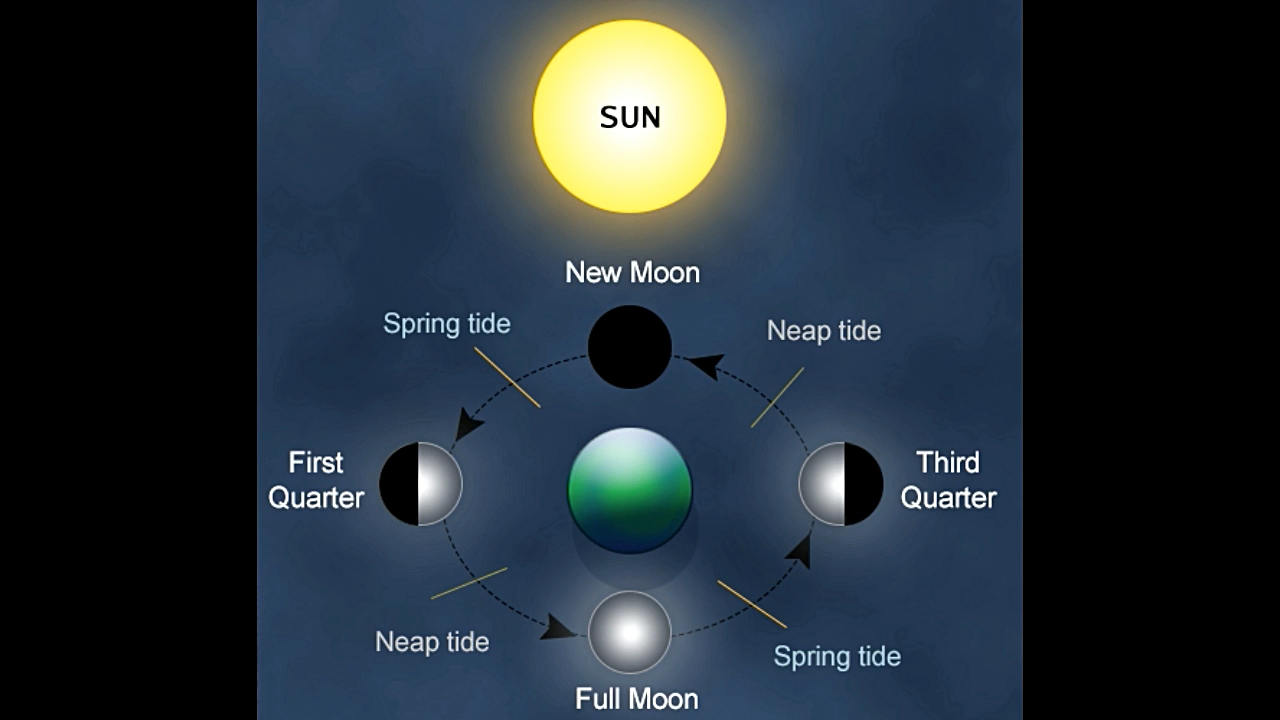 SUN
New Moon
Spring tide
Neap tide
First
Quarter
Third
Quarter
Neap tide
Spring tide
Full Moon